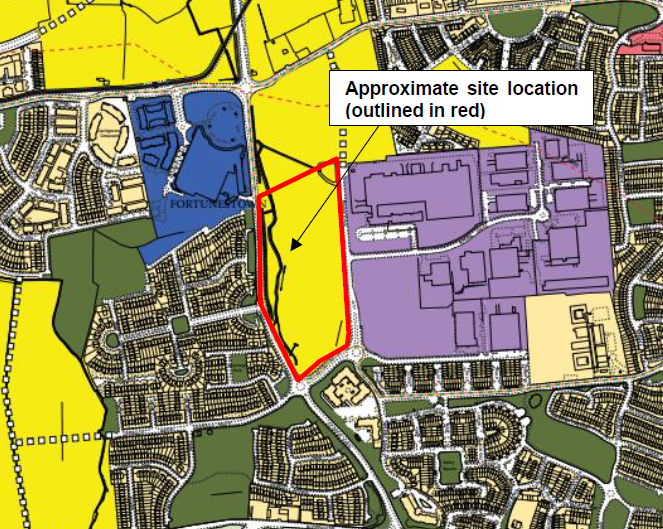 Approximate site location
(outlined in red)
FORTUNESTOWN